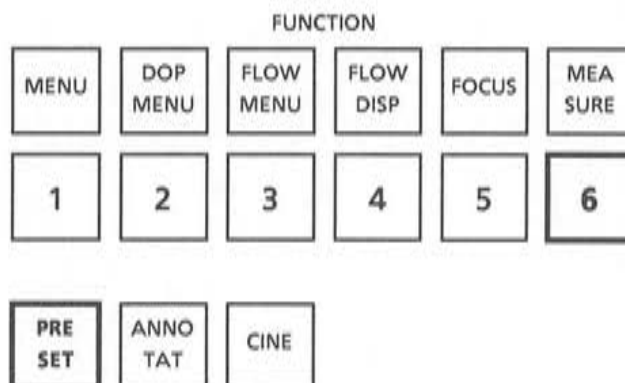 FUNCTION
MENU DOP MENU FLOW MENU FLOW DISP FOCUS MEA SURE
1 2 3 4 5 6
PRE SET ANNO TAT CINE